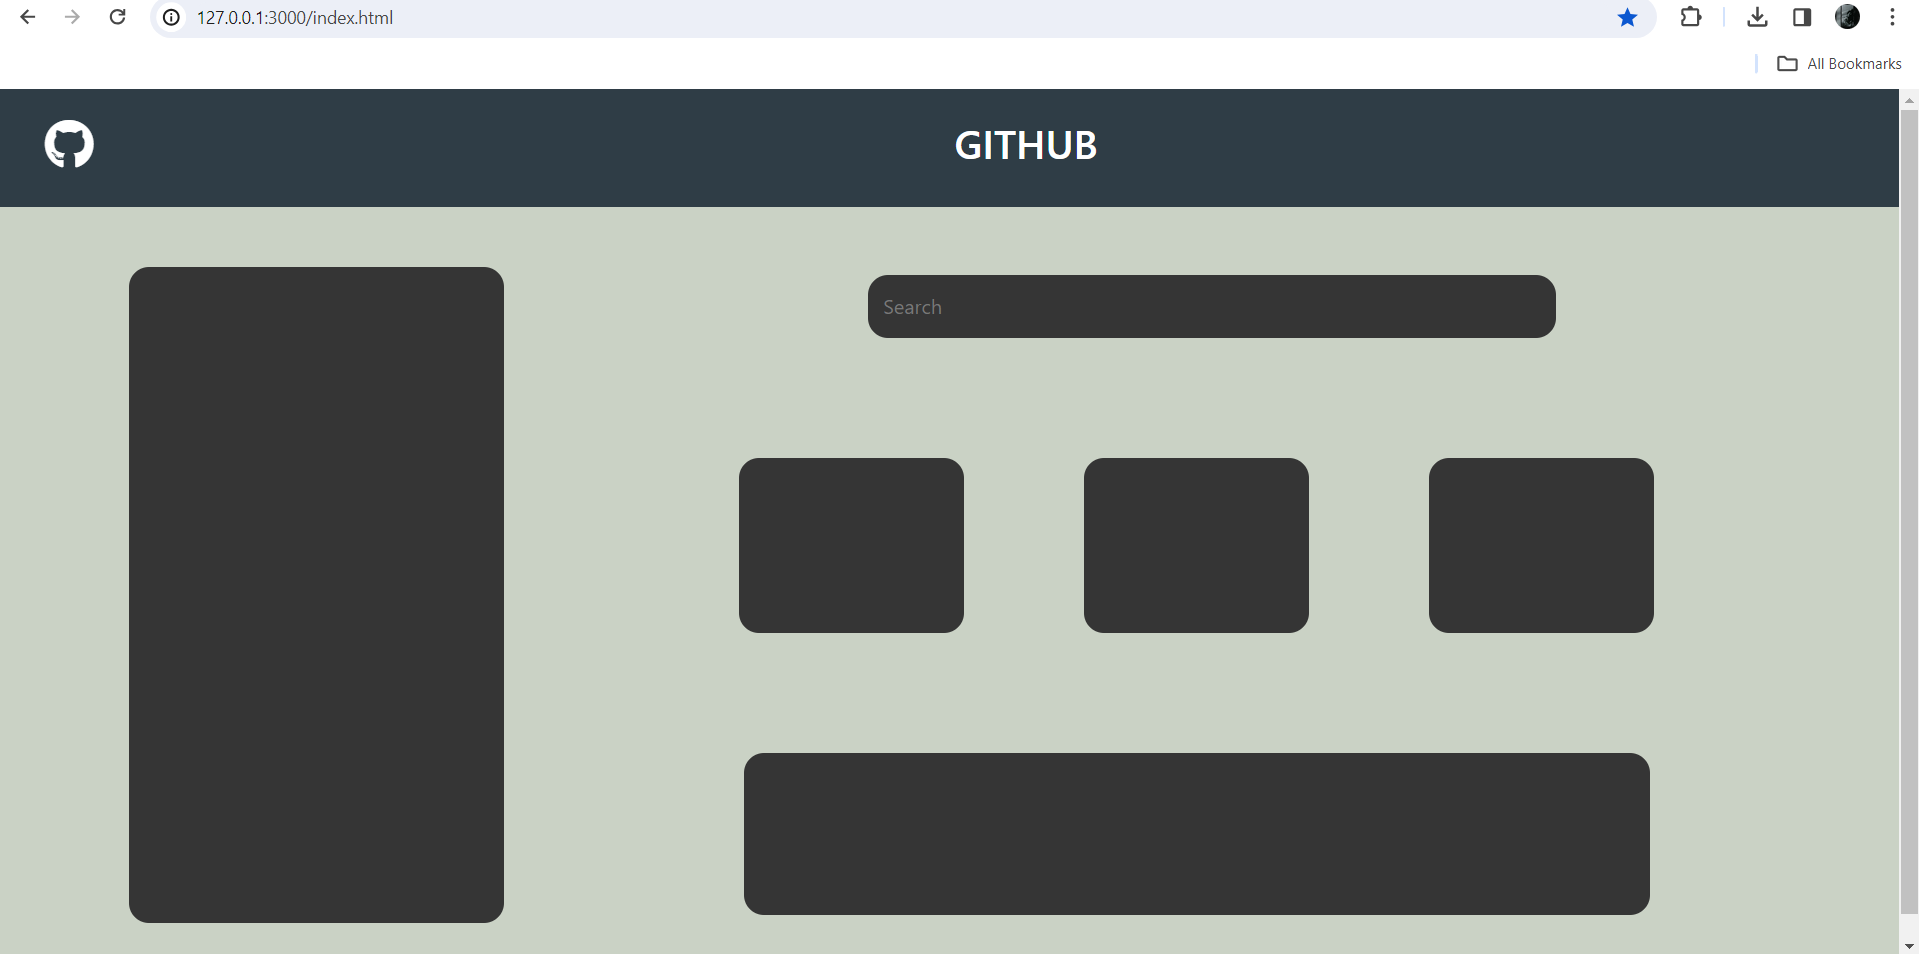 127.0.0.1:3000/index.html
All Bookmarks
GITHUB
Search